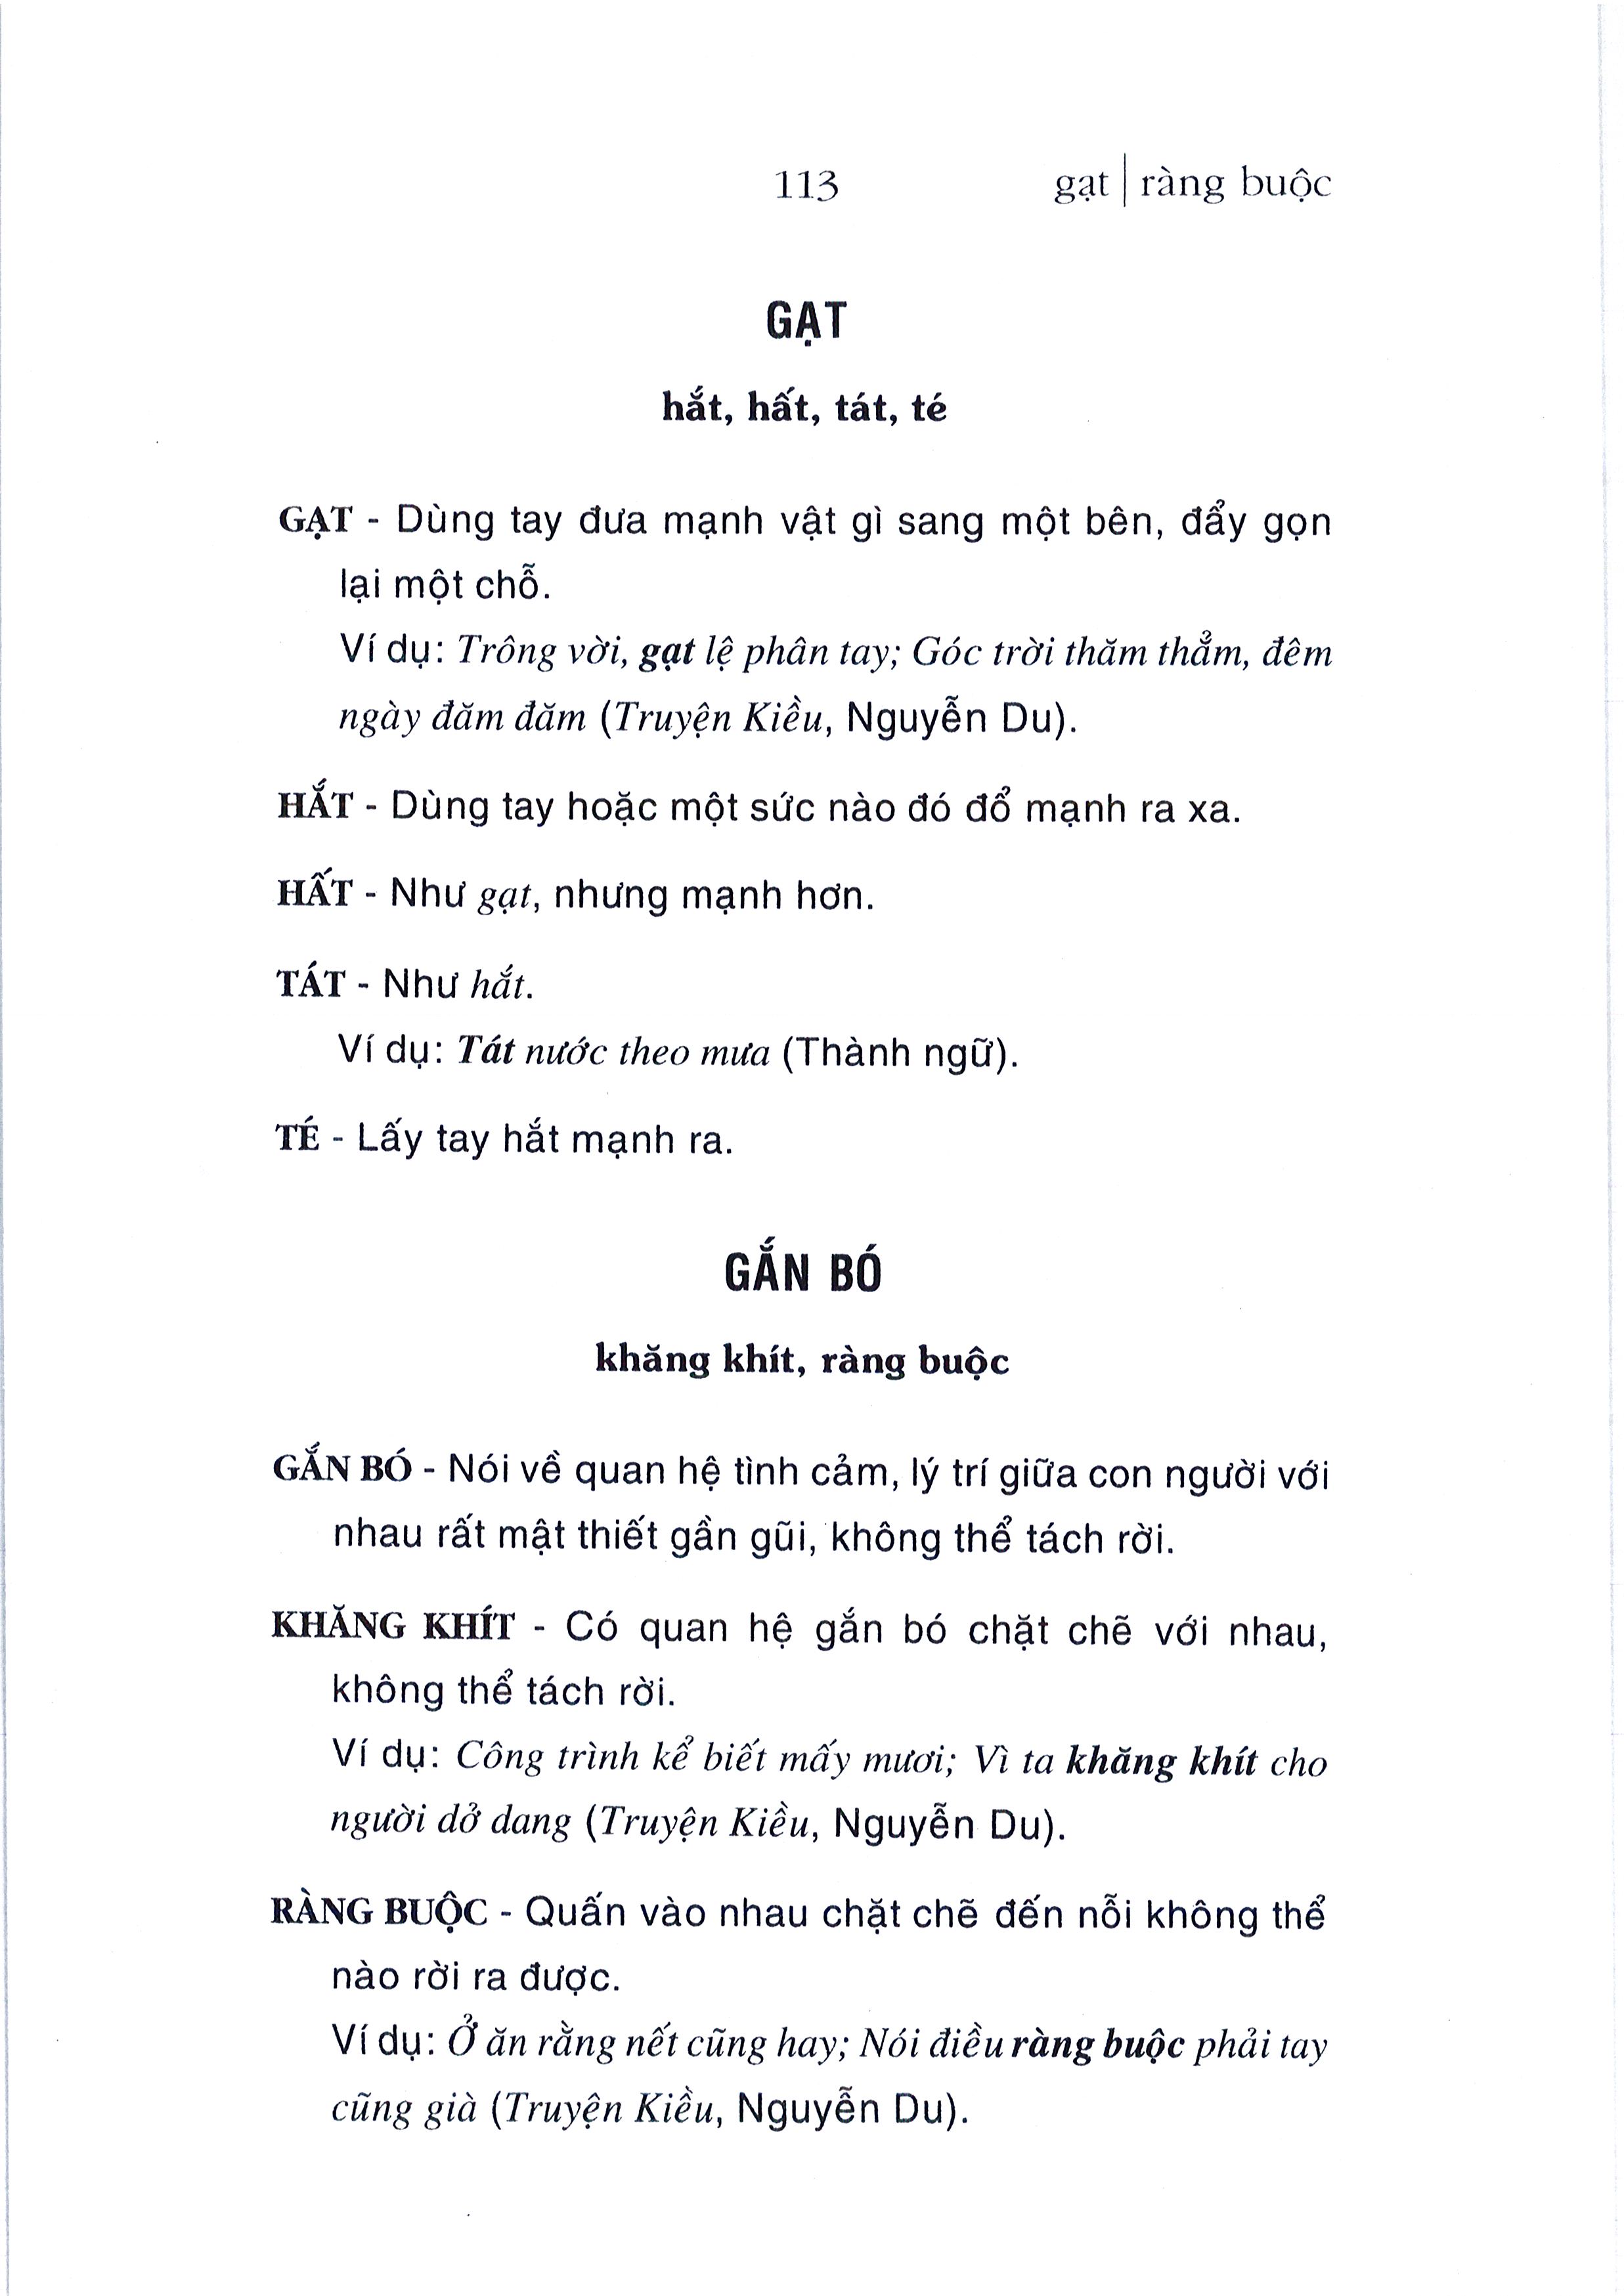 113 gạt | ràng buộc
GẠT
hắt, hất, tát, té
GẠT - Dùng tay đưa mạnh vật gì sang một bên, đẩy gọn
lại một chỗ.
Ví dụ: Trông vời, gạt lệ phân tay; Góc trời thăm thẳm, đêm
ngày đăm đăm (Truyện Kiều, Nguyễn Du).
HẮT - Dùng tay hoặc một sức nào đó đổ mạnh ra xa.
HẤT - Như gạt, nhưng mạnh hơn.
TÁT - Như hắt.
Ví dụ: Tát nước theo mưa (Thành ngữ).
TÉ - Lấy tay hắt mạnh ra.
GẮN BÓ
khăng khít, ràng buộc
GẮN BÓ - Nói về quan hệ tình cảm, lý trí giữa con người với
nhau rất mật thiết gần gũi, không thể tách rời.
KHĂNG KHÍT - Có quan hệ gắn bó chặt chẽ với nhau,
không thể tách rời.
Ví dụ: Công trình kể biết mấy mươi; Vì ta khăng khít cho
người dở dang (Truyện Kiều, Nguyễn Du).
RÀNG BUỘC - Quấn vào nhau chặt chẽ đến nỗi không thể
nào rời ra được.
Ví dụ: Ở ăn rằng nết cũng hay; Nói điều ràng buộc phải tay
cũng già (Truyện Kiều, Nguyễn Du).